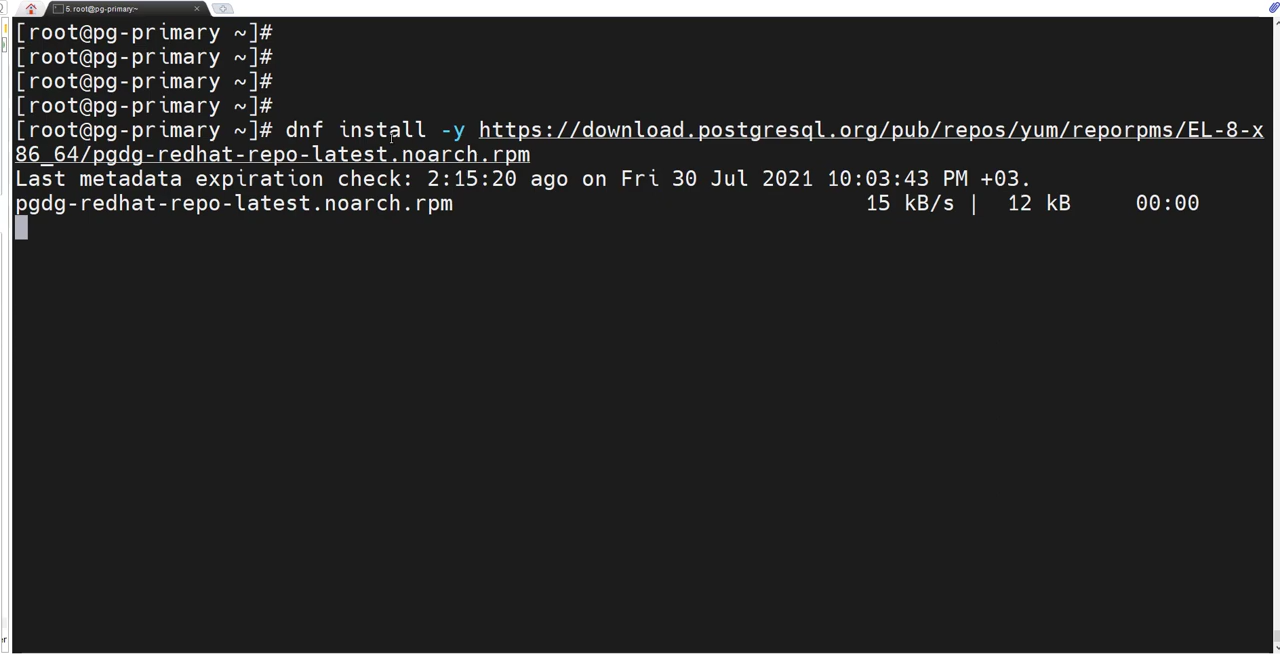 5. root@pg-primary:~
[root@pg-primary ~]#
[root@pg-primary ~]#
[root@pg-primary ~]#
[root@pg-primary ~]#
[root@pg-primary ~]# dnf install -y https://download.postgresql.org/pub/repos/yum/reporpms/EL-8-x
86_64/pgdg-redhat-repo-latest.noarch.rpm
Last metadata expiration check: 2:15:20 ago on Fri 30 Jul 2021 10:03:43 PM +03.
pgdg-redhat-repo-latest.noarch.rpm 15 kB/s | 12 kB 00:00
er